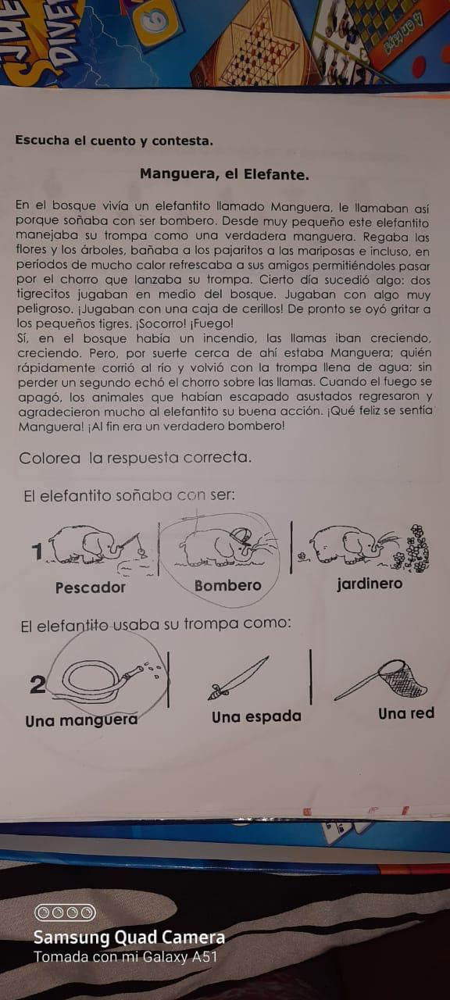 DIVE
6
4 en raya
Escucha el cuento y contesta.
Manguera, el Elefante.
En el bosque vivía un elefantito llamado Manguera, le llamaban así
porque soñaba con ser bombero. Desde muy pequeño este elefantito
manejaba su trompa como una verdadera manguera. Regaba las
flores y los árboles, bañaba a los pajaritos a las mariposas e incluso, en
períodos de mucho calor refrescaba a sus amigos permitiéndoles pasar
por el chorro que lanzaba su trompa. Cierto día sucedió algo: dos
tigrecitos jugaban en medio del bosque. Jugaban con algo muy
peligroso. ¡Jugaban con una caja de cerillos! De pronto se oyó gritar a
los pequeños tigres. ¡Socorro! ¡Fuego!
Sí, en el bosque había un incendio, las llamas iban creciendo,
creciendo. Pero, por suerte cerca de ahí estaba Manguera; quién
rápidamente corrió al río y volvió con la trompa llena de agua; sin
perder un segundo echó el chorro sobre las llamas. Cuando el fuego se
apagó, los animales que habían escapado asustados regresaron y
agradecieron mucho al elefantito su buena acción. ¡Qué feliz se sentía
Manguera! ¡Al fin era un verdadero bombero!
Colorea la respuesta correcta.
El elefantito soñaba con ser:
1
Pescador Bombero jardinero
El elefantito usaba su trompa como:
2
Una manguera Una espada Una red
Samsung Quad Camera
Tomada con mi Galaxy A51